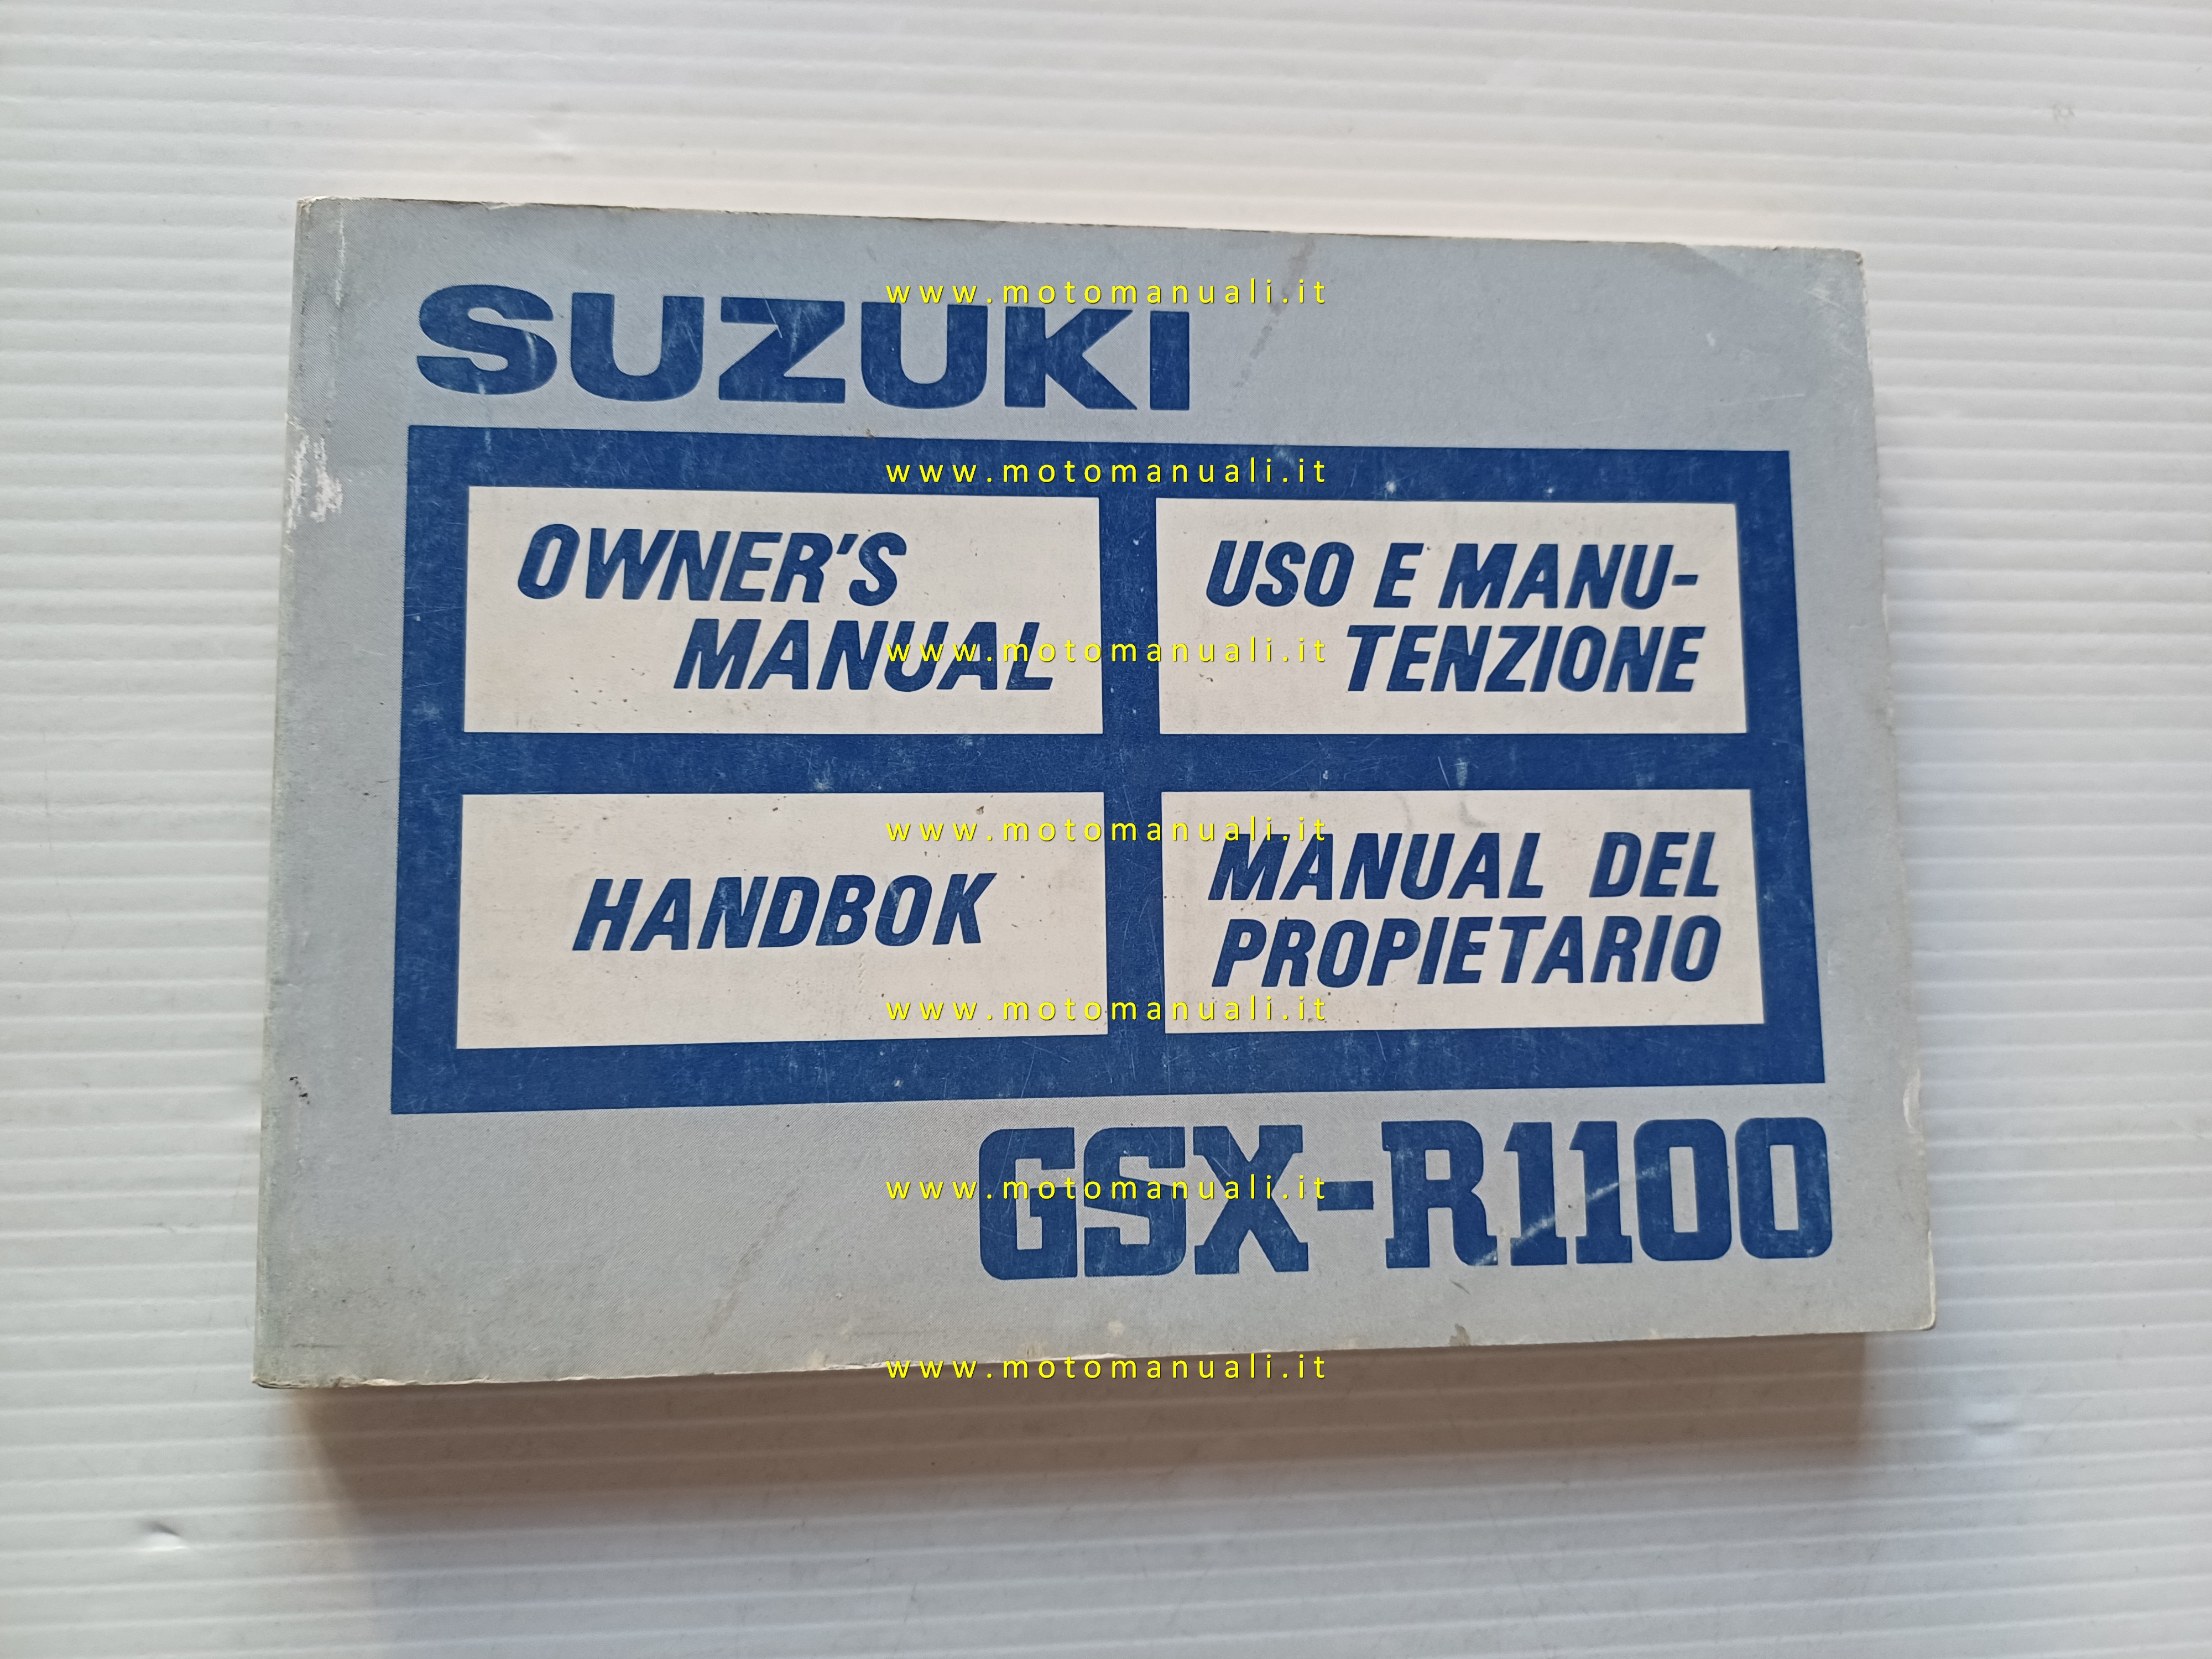 www.motomanuali.it
SUZUKI
www.motomanuali.it
OWNER'S
MANUAL
USO E MANU-
TENZIONE
www.motomanuali.it
www.motomanuali.it
HANDBOK
MANUAL DEL
PROPIETARIO
www.motomanuali.it
GSX-R1100
www.motomanuali.it
www.motomanuali.it